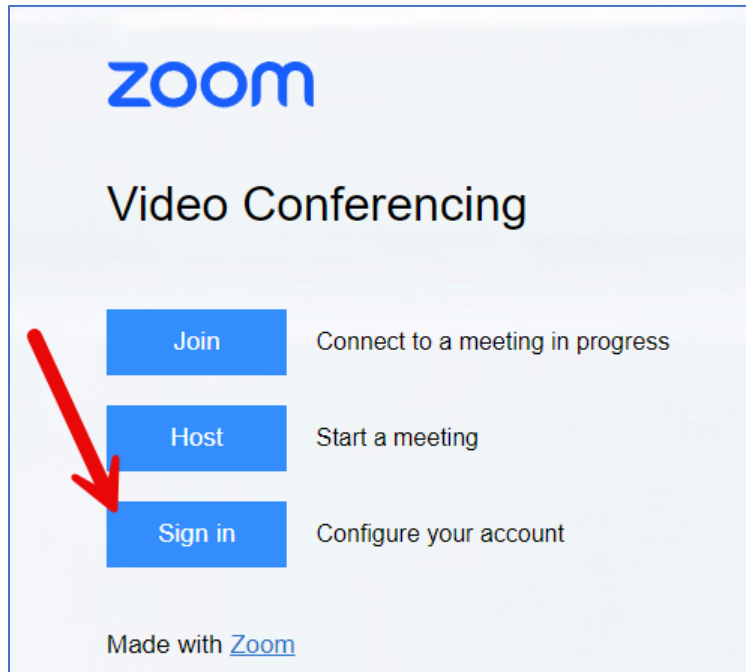 zoom
Video Conferencing
Join Connect to a meeting in progress
Host Start a meeting
Sign in Configure your account
Made with Zoom